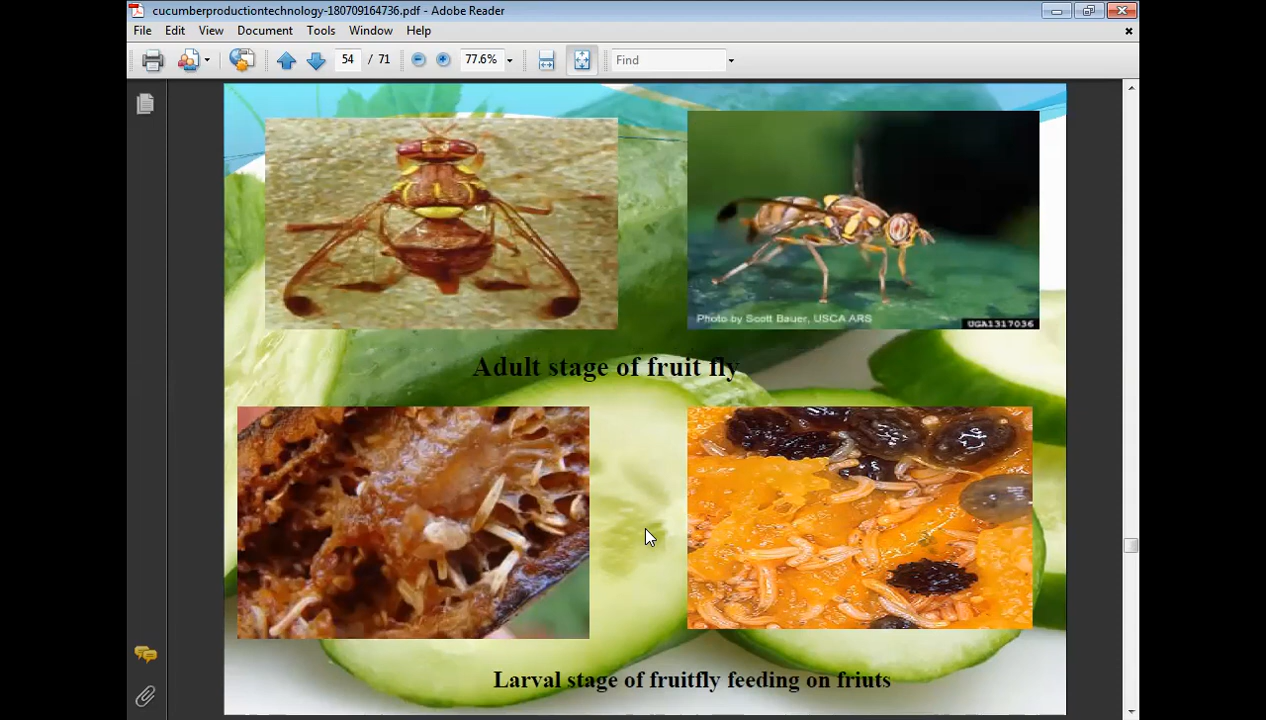 cucumberproductiontechnology-180709164736.pdf - Adobe Reader
File Edit View Document Tools Window Help
54 / 71 77.6% Find
Photo by Scott Bauer, USCA ARS
UGA1317036
Adult stage of fruit fly
Larval stage of fruitfly feeding on friuts